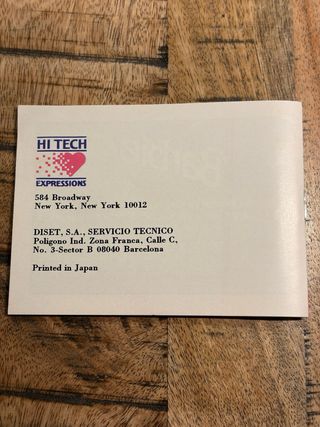 HI TECH
EXPRESSIONS
584 Broadway
New York, New York 10012
DISET, S.A., SERVICIO TECNICO
Poligono Ind. Zona Franca, Calle C,
No. 3-Sector B 08040 Barcelona
Printed in Japan